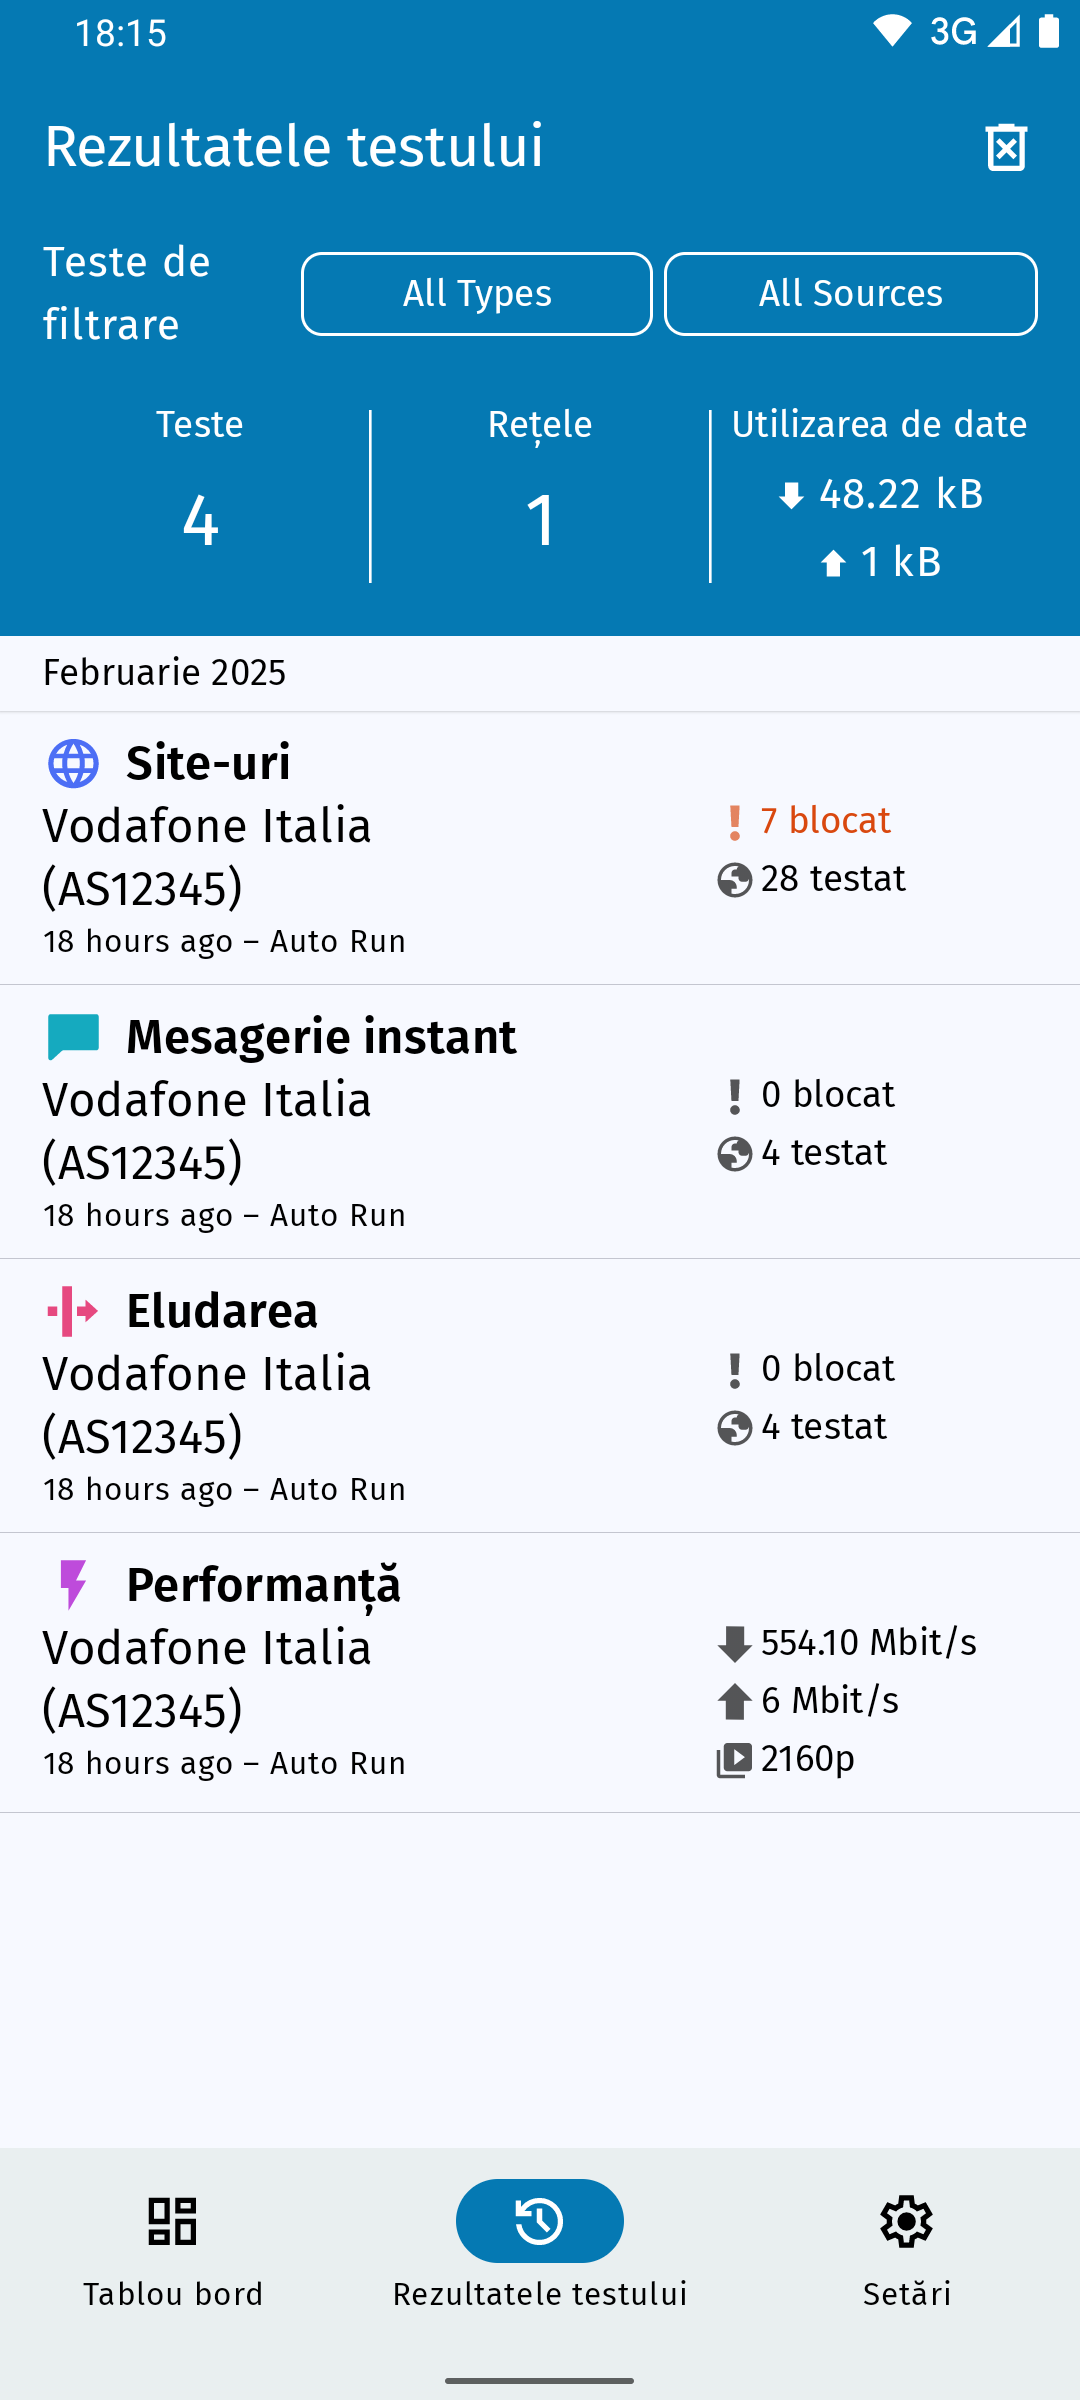 18:15
3G
Rezultatele testului
Teste de
filtrare
All Types
All Sources
Teste
4
Rețele
1
Utilizarea de date
48.22 kB
1 kB
Februarie 2025
Site-uri
Vodafone Italia
(AS12345)
18 hours ago – Auto Run
7 blocat
28 testat
Mesagerie instant
Vodafone Italia
(AS12345)
18 hours ago – Auto Run
0 blocat
4 testat
Eludarea
Vodafone Italia
(AS12345)
18 hours ago – Auto Run
0 blocat
4 testat
Performanță
Vodafone Italia
(AS12345)
18 hours ago – Auto Run
554.10 Mbit/s
6 Mbit/s
2160p
Tablou bord
Rezultatele testului
Setări